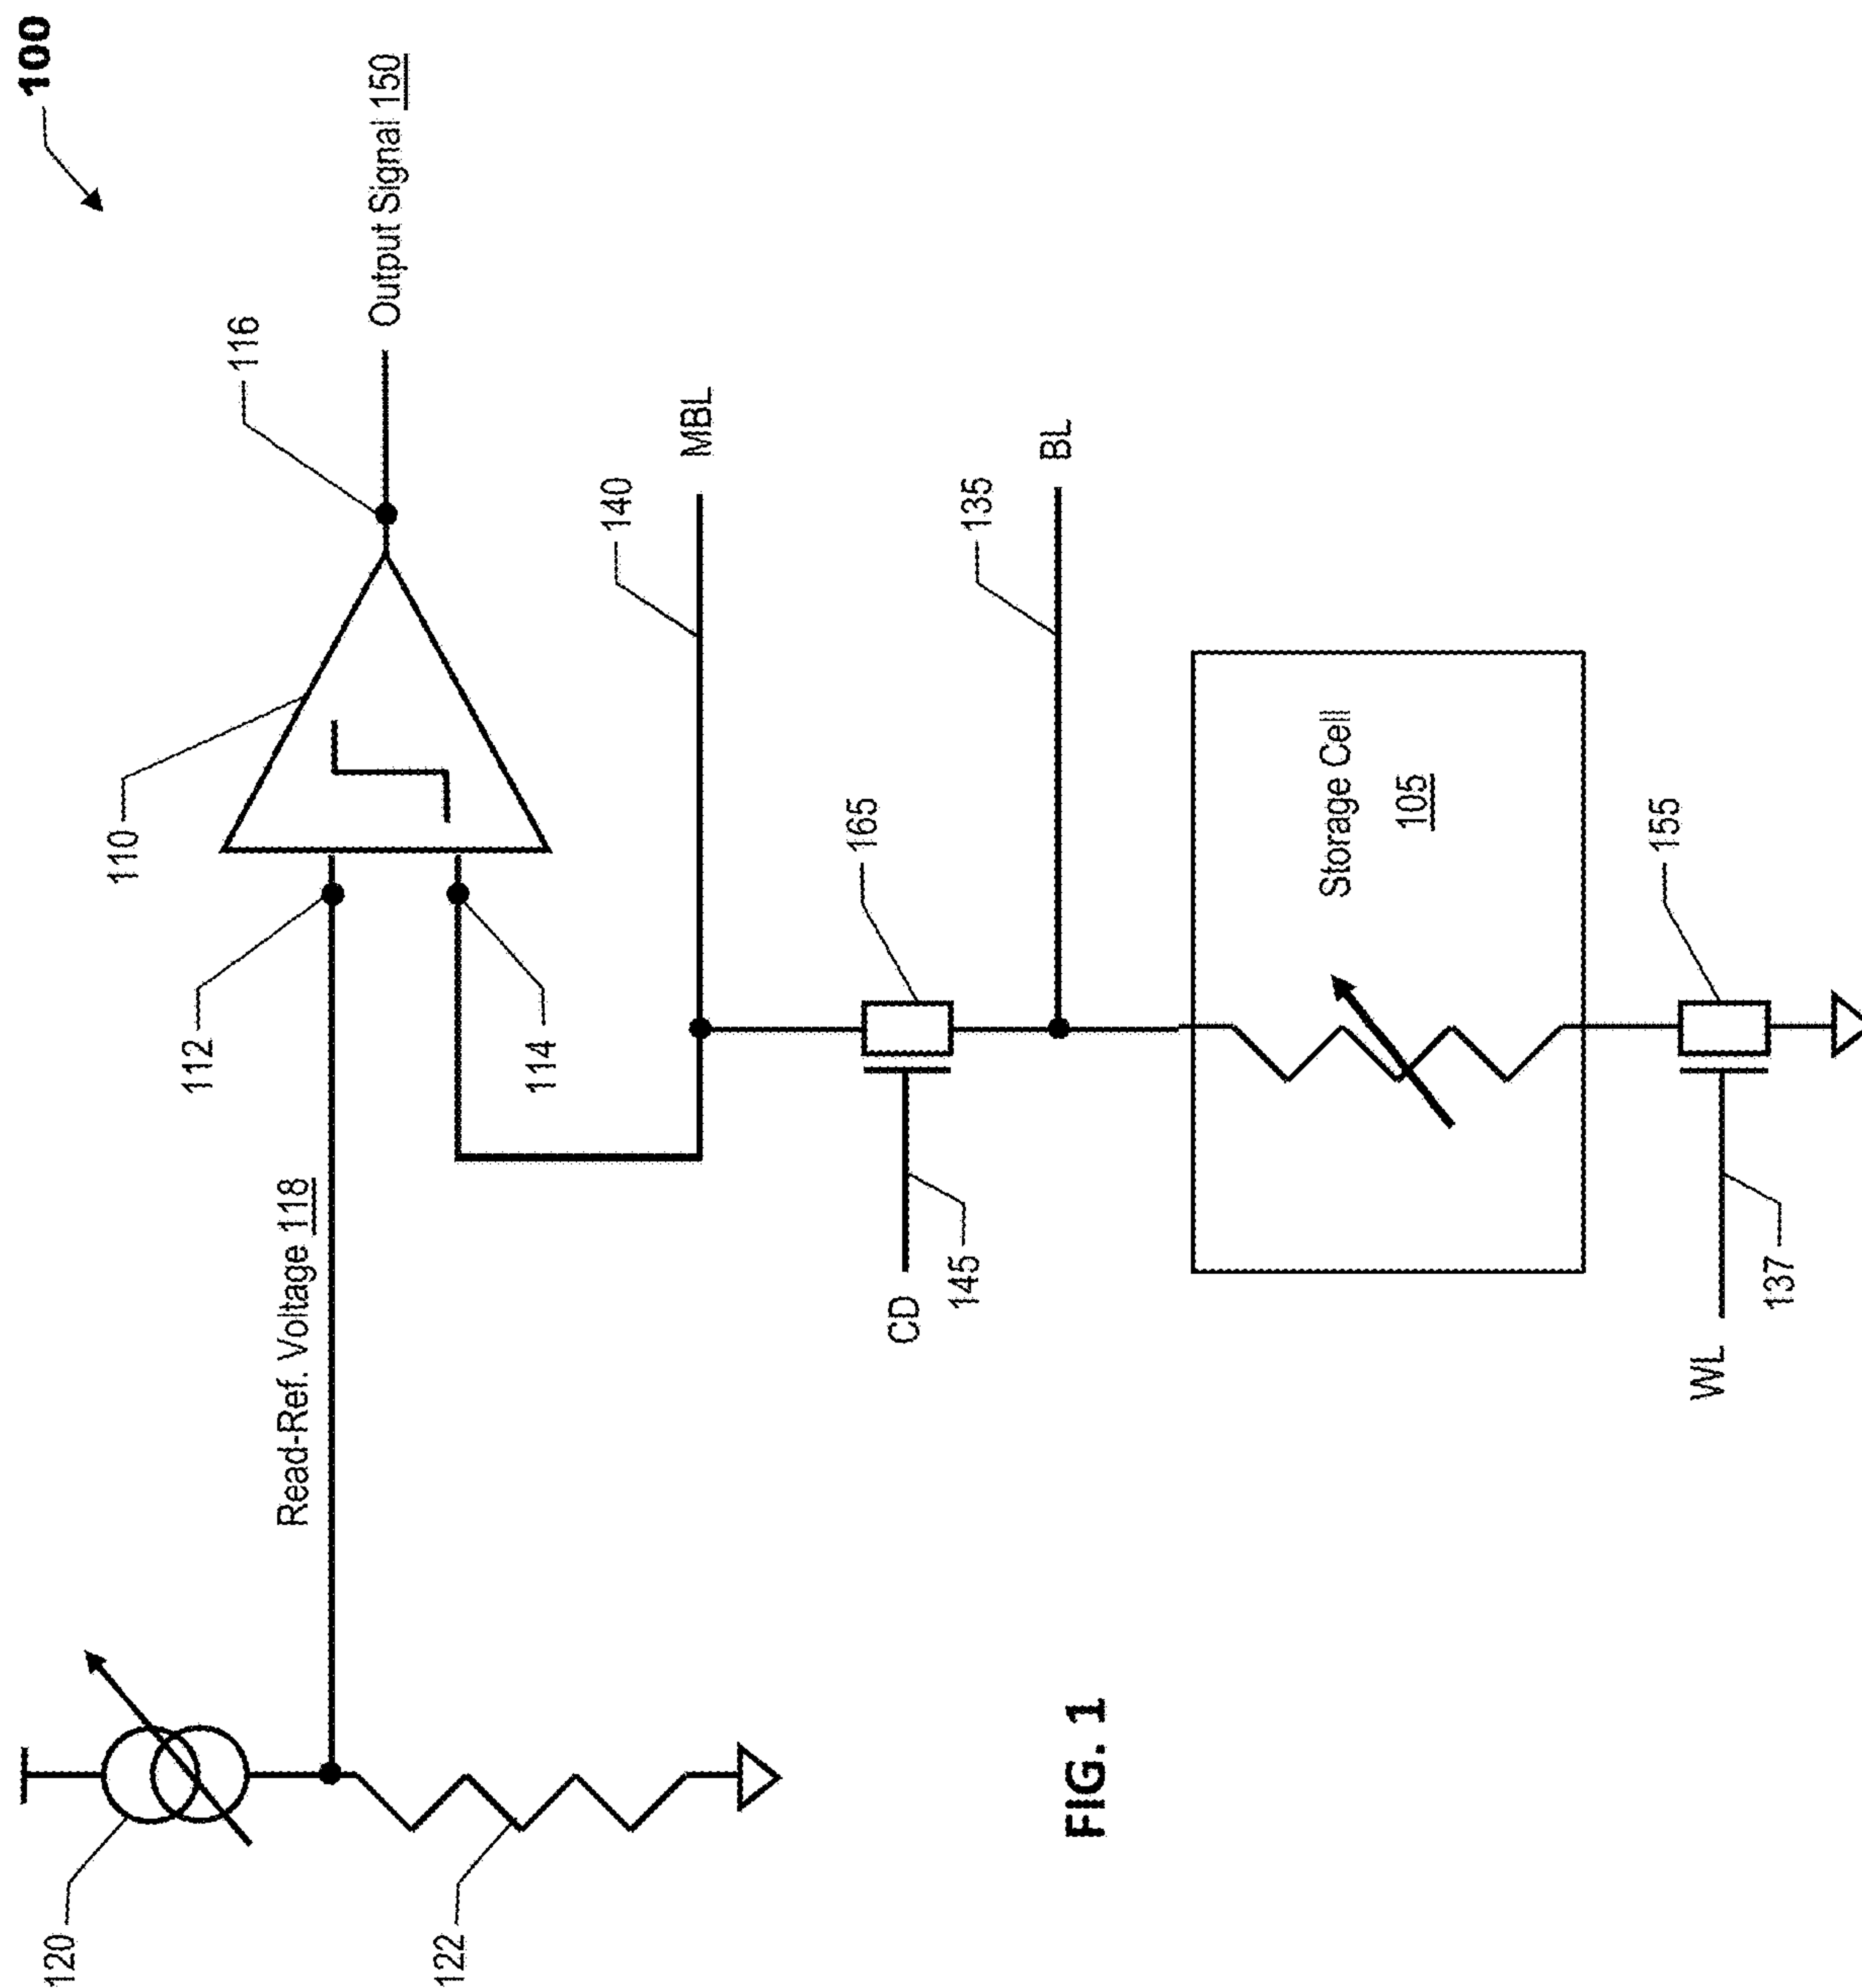 100
Output Signal 150
116
110
112
114
Read-Ref. Voltage 118
120
122
140
MBL
135
BL
165
CD
145
Storage Cell
105
155
WL
137
FIG. 1